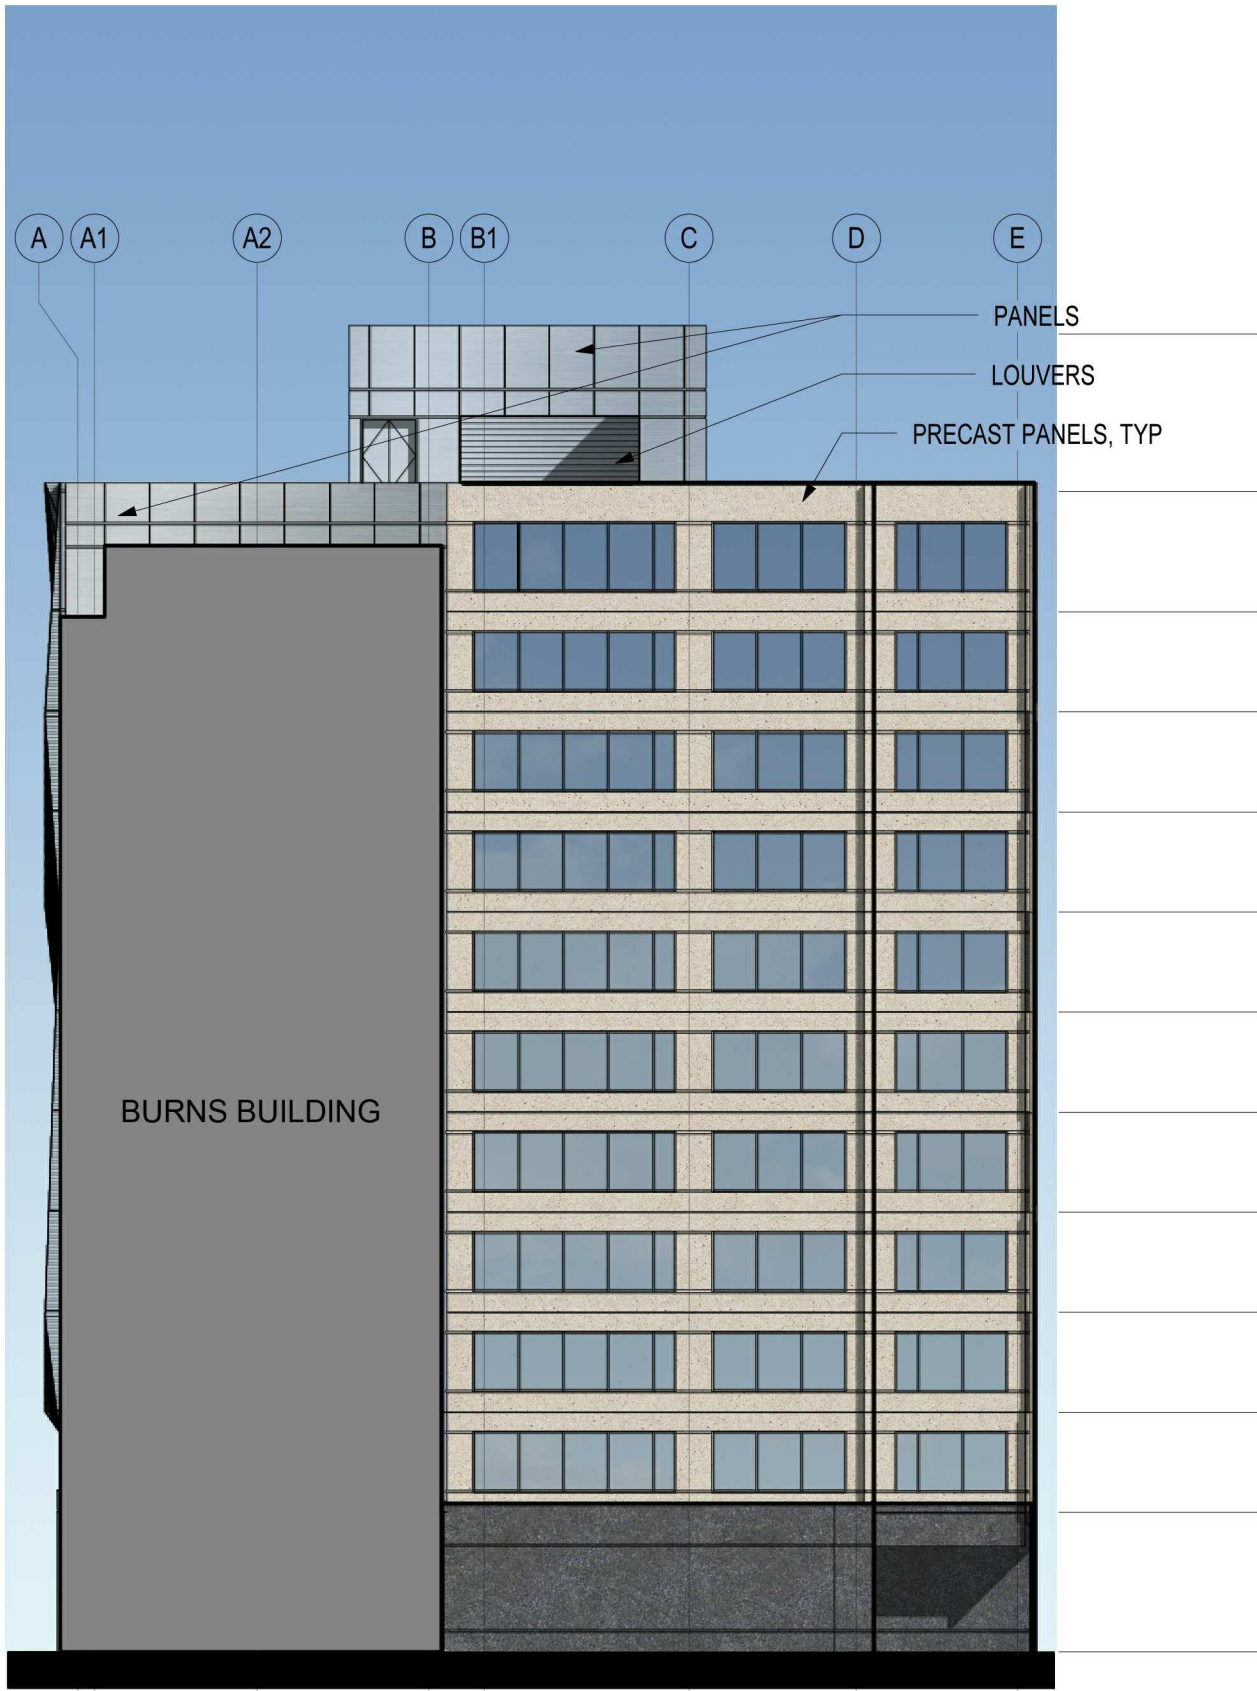 A A1 A2 B B1 C D E
PANELS
LOUVERS
PRECAST PANELS, TYP
BURNS BUILDING